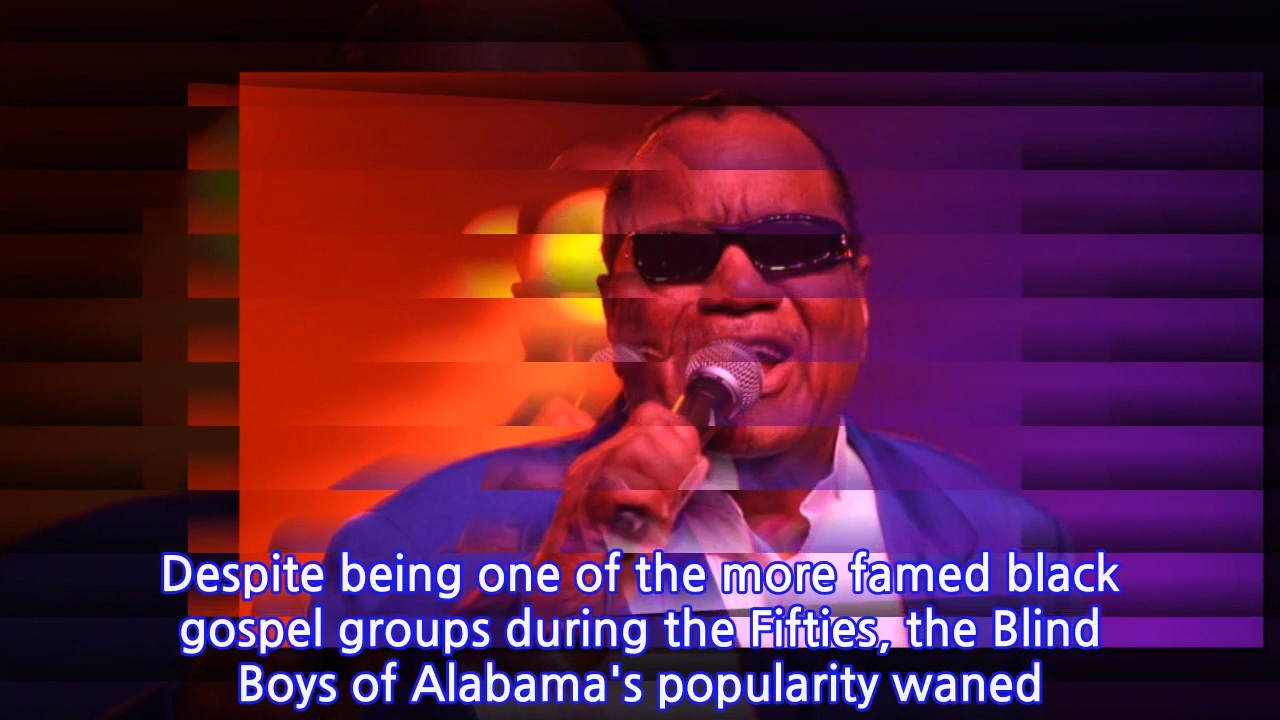 Despite being one of the more famed black
gospel groups during the Fifties, the Blind
Boys of Alabama's popularity waned